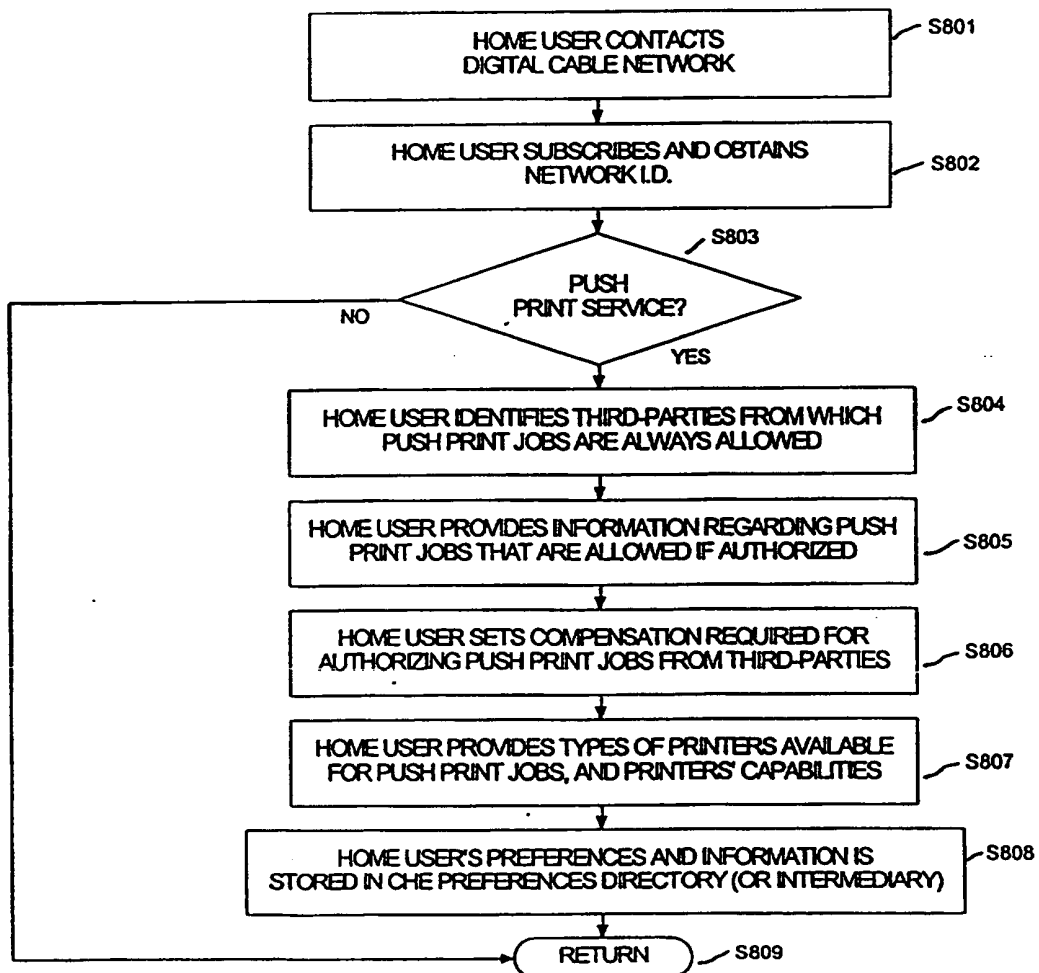 HOME USER CONTACTS
DIGITAL CABLE NETWORK
S801
HOME USER SUBSCRIBES AND OBTAINS
NETWORK I.D.
S802
S803
PUSH
PRINT SERVICE?
NO
YES
HOME USER IDENTIFIES THIRD-PARTIES FROM WHICH
PUSH PRINT JOBS ARE ALWAYS ALLOWED
S804
HOME USER PROVIDES INFORMATION REGARDING PUSH
PRINT JOBS THAT ARE ALLOWED IF AUTHORIZED
S805
HOME USER SETS COMPENSATION REQUIRED FOR
AUTHORIZING PUSH PRINT JOBS FROM THIRD-PARTIES
S806
HOME USER PROVIDES TYPES OF PRINTERS AVAILABLE
FOR PUSH PRINT JOBS, AND PRINTERS' CAPABILITIES
S807
HOME USER'S PREFERENCES AND INFORMATION IS
STORED IN CHE PREFERENCES DIRECTORY (OR INTERMEDIARY)
S808
RETURN
S809